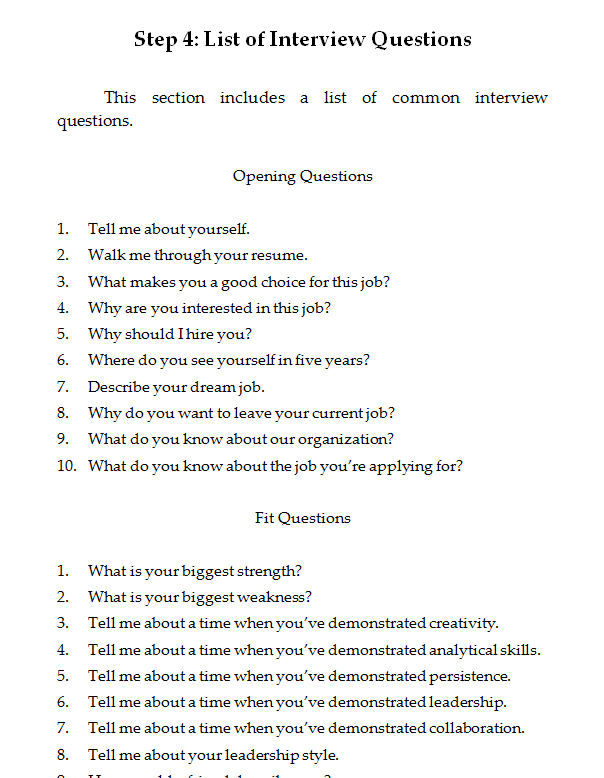 Step 4: List of Interview Questions
This section includes a list of common interview
questions.
Opening Questions
1. Tell me about yourself.
2. Walk me through your resume.
3. What makes you a good choice for this job?
4. Why are you interested in this job?
5. Why should I hire you?
6. Where do you see yourself in five years?
7. Describe your dream job.
8. Why do you want to leave your current job?
9. What do you know about our organization?
10. What do you know about the job you're applying for?
Fit Questions
1. What is your biggest strength?
2. What is your biggest weakness?
3. Tell me about a time when you've demonstrated creativity.
4. Tell me about a time when you've demonstrated analytical skills.
5. Tell me about a time when you've demonstrated persistence.
6. Tell me about a time when you've demonstrated leadership.
7. Tell me about a time when you've demonstrated collaboration.
8. Tell me about your leadership style.